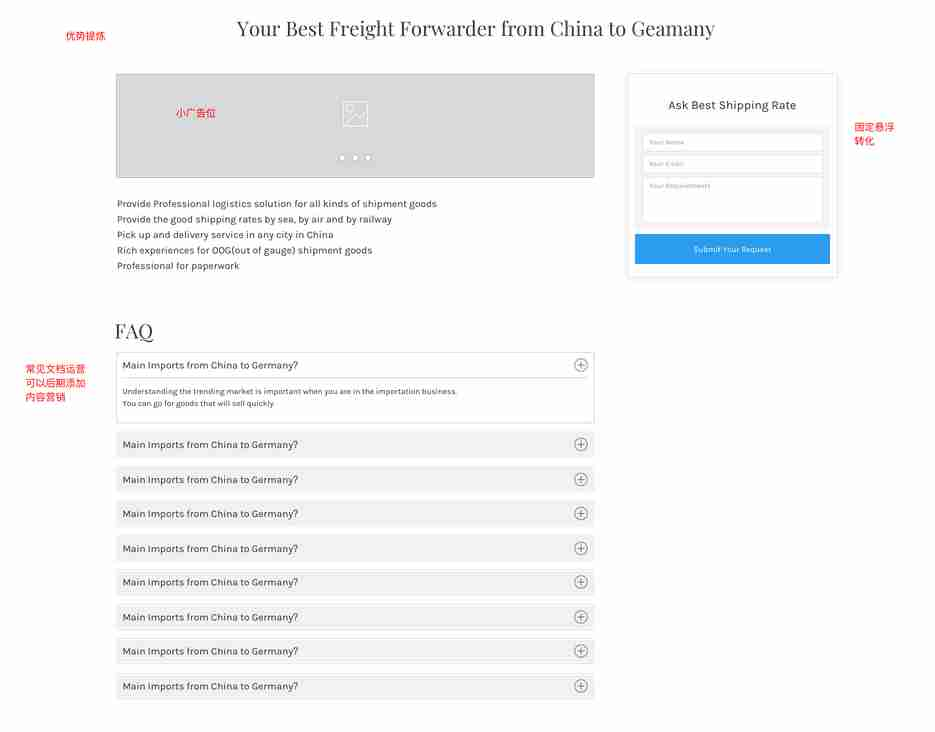 优势提炼
Your Best Freight Forwarder from China to Geamany
小广告位
Ask Best Shipping Rate
固定悬浮
转化
Your Name
Your E-mail
Your Requirements
Submit Your Request
Provide Professional logistics solution for all kinds of shipment goods
Provide the good shipping rates by sea, by air and by railway
Pick up and delivery service in any city in China
Rich experiences for OOG(out of gauge) shipment goods
Professional for paperwork
FAQ
常见文档运营
可以后期添加
内容营销
Main Imports from China to Germany?
Understanding the trending market is important when you are in the importation business.
You can go for goods that will sell quickly
Main Imports from China to Germany?
Main Imports from China to Germany?
Main Imports from China to Germany?
Main Imports from China to Germany?
Main Imports from China to Germany?
Main Imports from China to Germany?
Main Imports from China to Germany?
Main Imports from China to Germany?